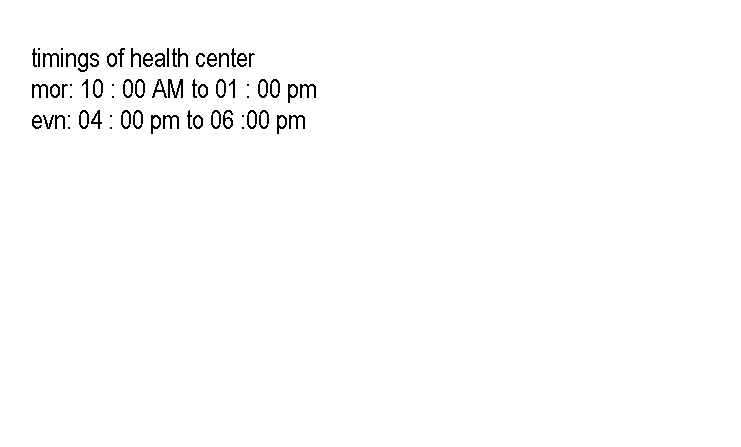 timings of health center
mor: 10 : 00 AM to 01 : 00 pm
evn: 04 : 00 pm to 06 :00 pm